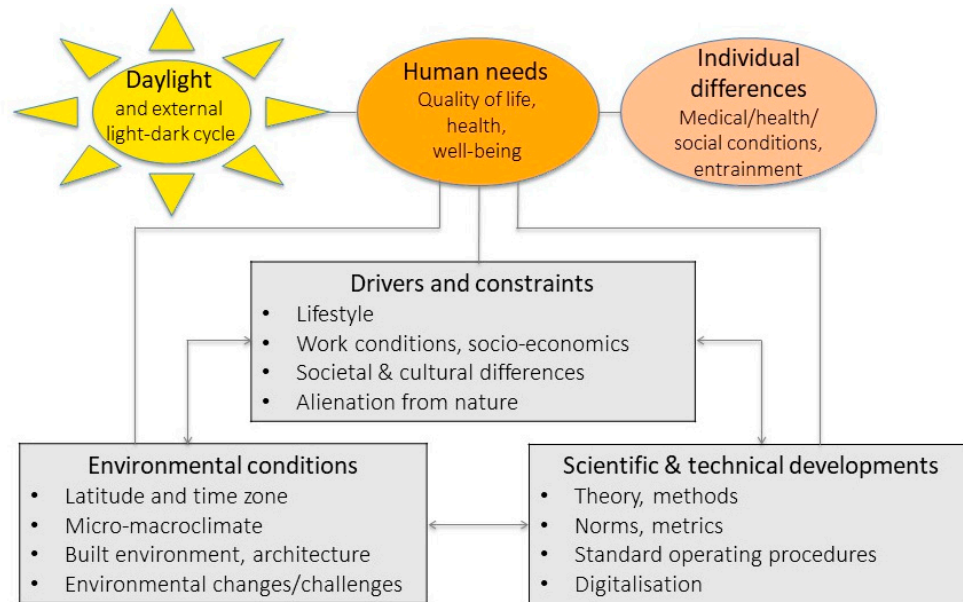 Daylight
and external
light-dark cycle
Human needs
Quality of life,
health,
well-being
Individual
differences
Medical/health/
social conditions,
entrainment
Drivers and constraints
• Lifestyle
• Work conditions, socio-economics
• Societal & cultural differences
• Alienation from nature
Environmental conditions
• Latitude and time zone
• Micro-macroclimate
• Built environment, architecture
• Environmental changes/challenges
Scientific & technical developments
• Theory, methods
• Norms, metrics
• Standard operating procedures
• Digitalisation